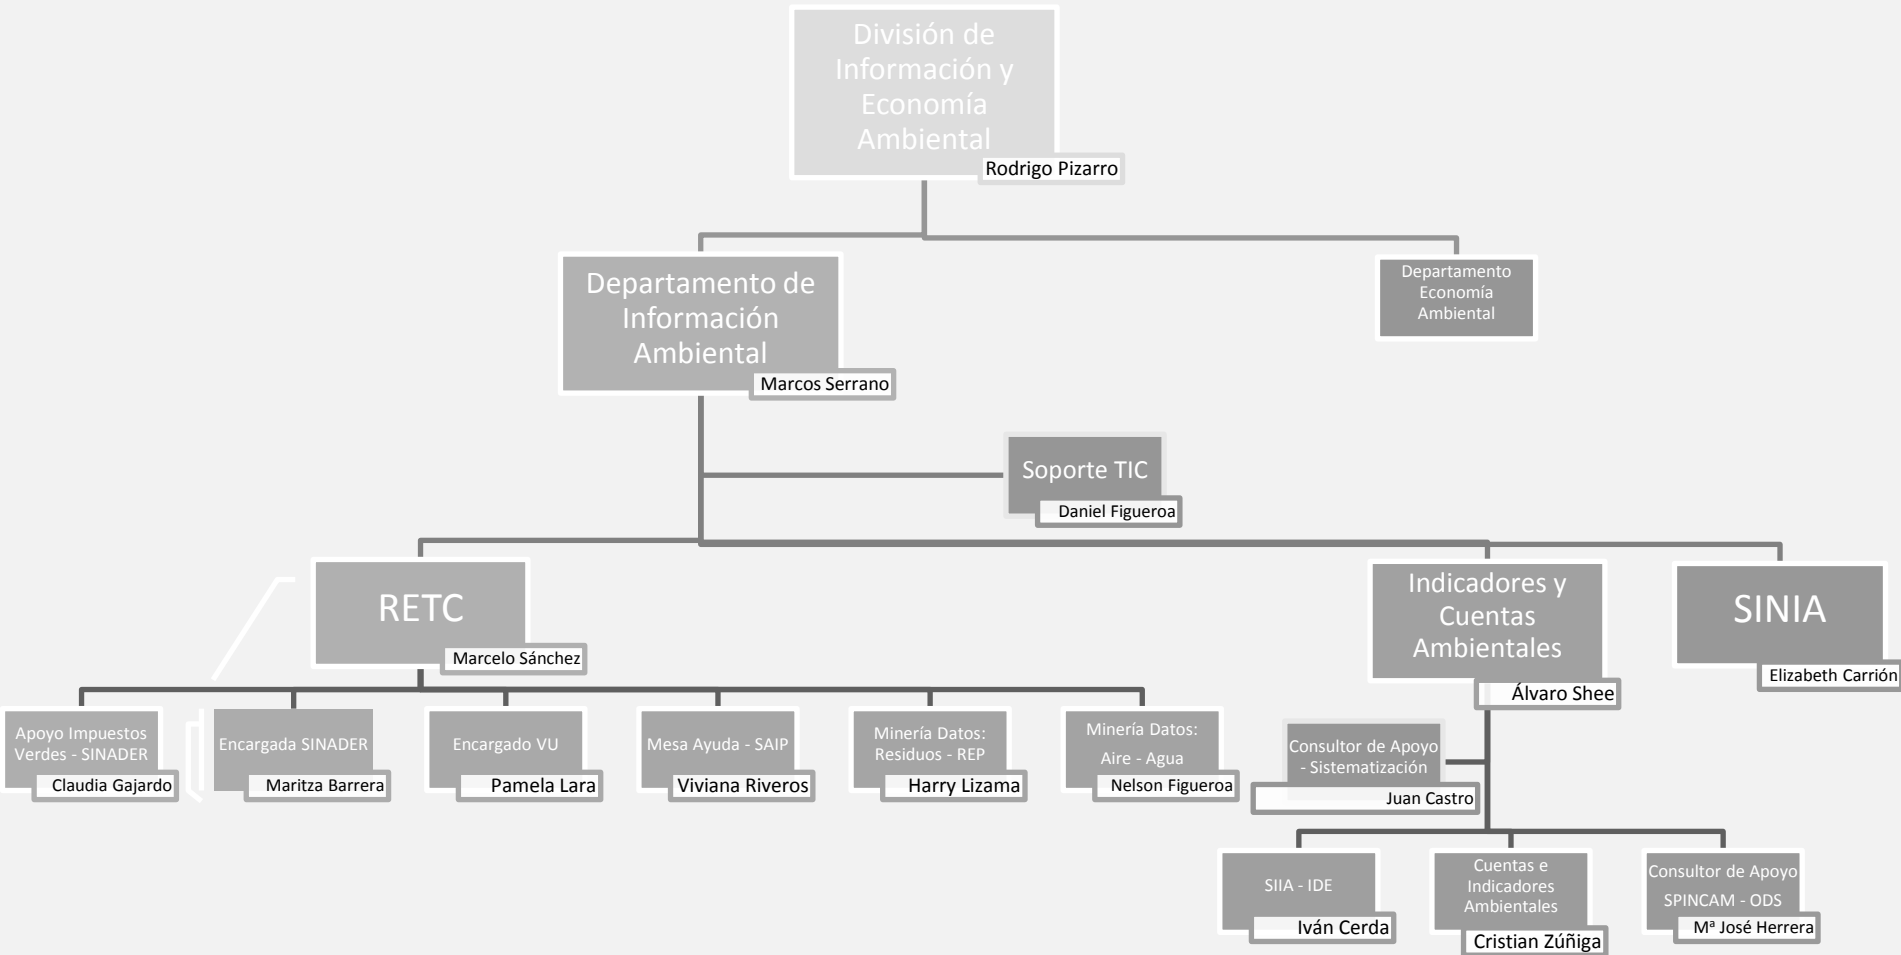 División de
Información y
Economía
Ambiental
Rodrigo Pizarro
Departamento de
Información
Ambiental
Marcos Serrano
Departamento
Economía
Ambiental
Soporte TIC
Daniel Figueroa
RETC
Marcelo Sánchez
Indicadores y
Cuentas
Ambientales
Álvaro Shee
SINIA
Elizabeth Carrión
Apoyo Impuestos
Verdes - SINADER
Claudia Gajardo
Encargada SINADER
Maritza Barrera
Encargado VU
Pamela Lara
Mesa Ayuda - SAIP
Viviana Riveros
Minería Datos:
Residuos - REP
Harry Lizama
Minería Datos:
Aire - Agua
Nelson Figueroa
Consultor de Apoyo
- Sistematización
Juan Castro
SIIA - IDE
Iván Cerda
Cuentas e
Indicadores
Ambientales
Cristian Zúñiga
Consultor de Apoyo
SPINCAM - ODS
Mª José Herrera